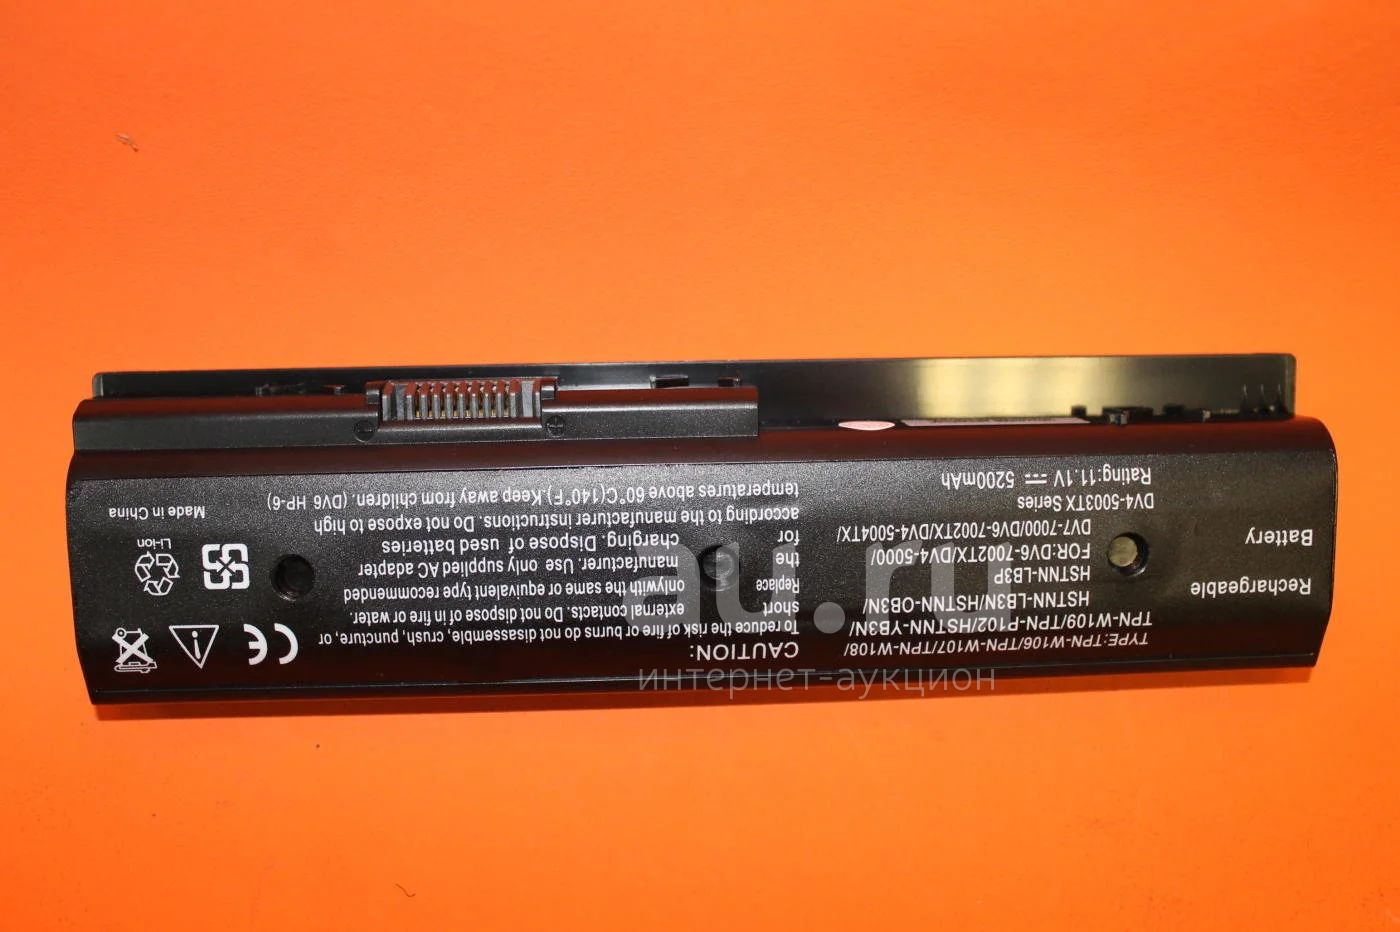 Rechargeable
Battery
TYPE:TPN-W106/TPN-W107/TPN-W108/
TPN-W109/TPN-P102/HSTNN-YB3N/
HSTNN-LB3N/HSTNN-OB3N/
HSTNN-LB3P
FOR:DV6-7002TX/DV4-5000/
DV7-7000/DV6-7002TX/DV4-5004TX/
DV4-5003TX Series
Rating:11.1V 5200mAh
CAUTION:
To reduce the risk of fire or burns do not disassemble, crush, puncture, or
short external contacts. Do not dispose of in fire or water.
Replace onlywith the same or equivalent type recommended
the manufacturer. Use only supplied AC adapter
for charging. Dispose of used batteries
according to the manufacturer instructions. Do not expose to high
temperatures above 60°C(140°F).Keep away from children. (DV6 HP-6)
CE
Li-ion
Made in China
au.ru
интернет-аукцион